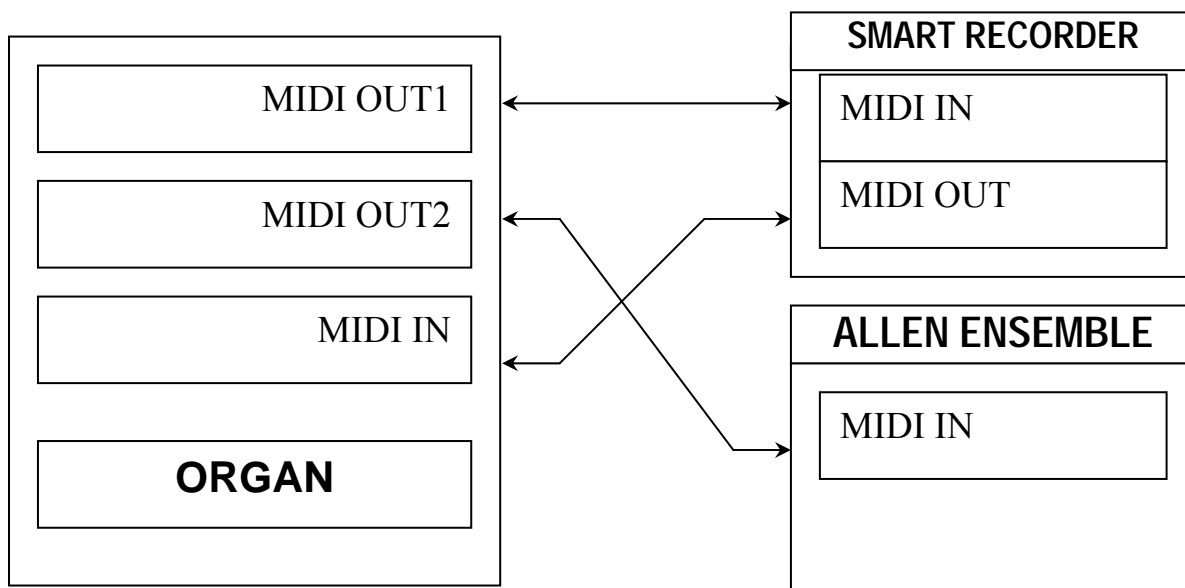 MIDI OUT1
MIDI OUT2
MIDI IN
ORGAN
SMART RECORDER
MIDI IN
MIDI OUT
ALLEN ENSEMBLE
MIDI IN